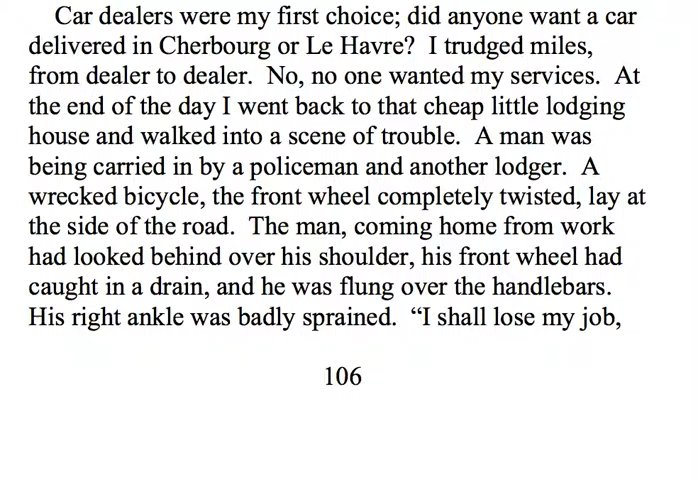 Car dealers were my first choice; did anyone want a car
delivered in Cherbourg or Le Havre?  I trudged miles,
from dealer to dealer.  No, no one wanted my services.  At
the end of the day I went back to that cheap little lodging
house and walked into a scene of trouble.  A man was
being carried in by a policeman and another lodger.  A
wrecked bicycle, the front wheel completely twisted, lay at
the side of the road.  The man, coming home from work
had looked behind over his shoulder, his front wheel had
caught in a drain, and he was flung over the handlebars.
His right ankle was badly sprained.  “I shall lose my job,
106